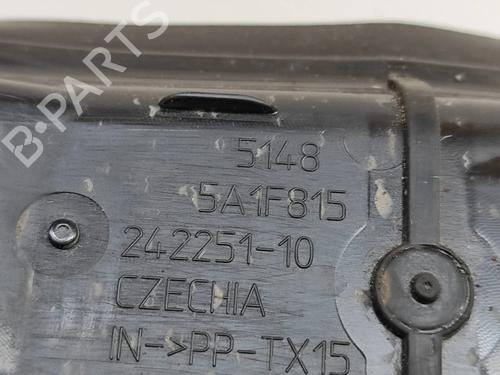 B-PARTS
5148
5A1F815
242251-10
CZECHIA
IN->PP-TX15